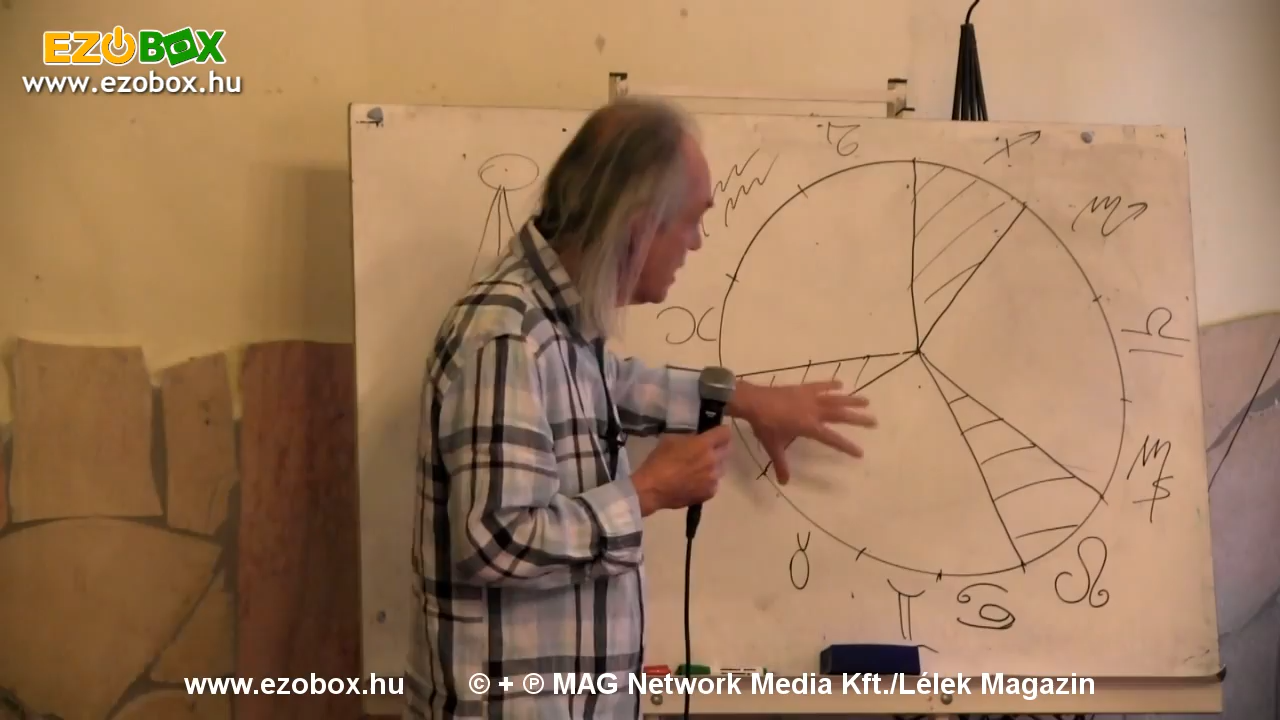 EZOBOX
www.ezobox.hu
♑ ♐
♒ ♏
♓ ♎
♍
♉ ♌
♊ ♋
www.ezobox.hu © + ℗ MAG Network Media Kft./Lélek Magazin